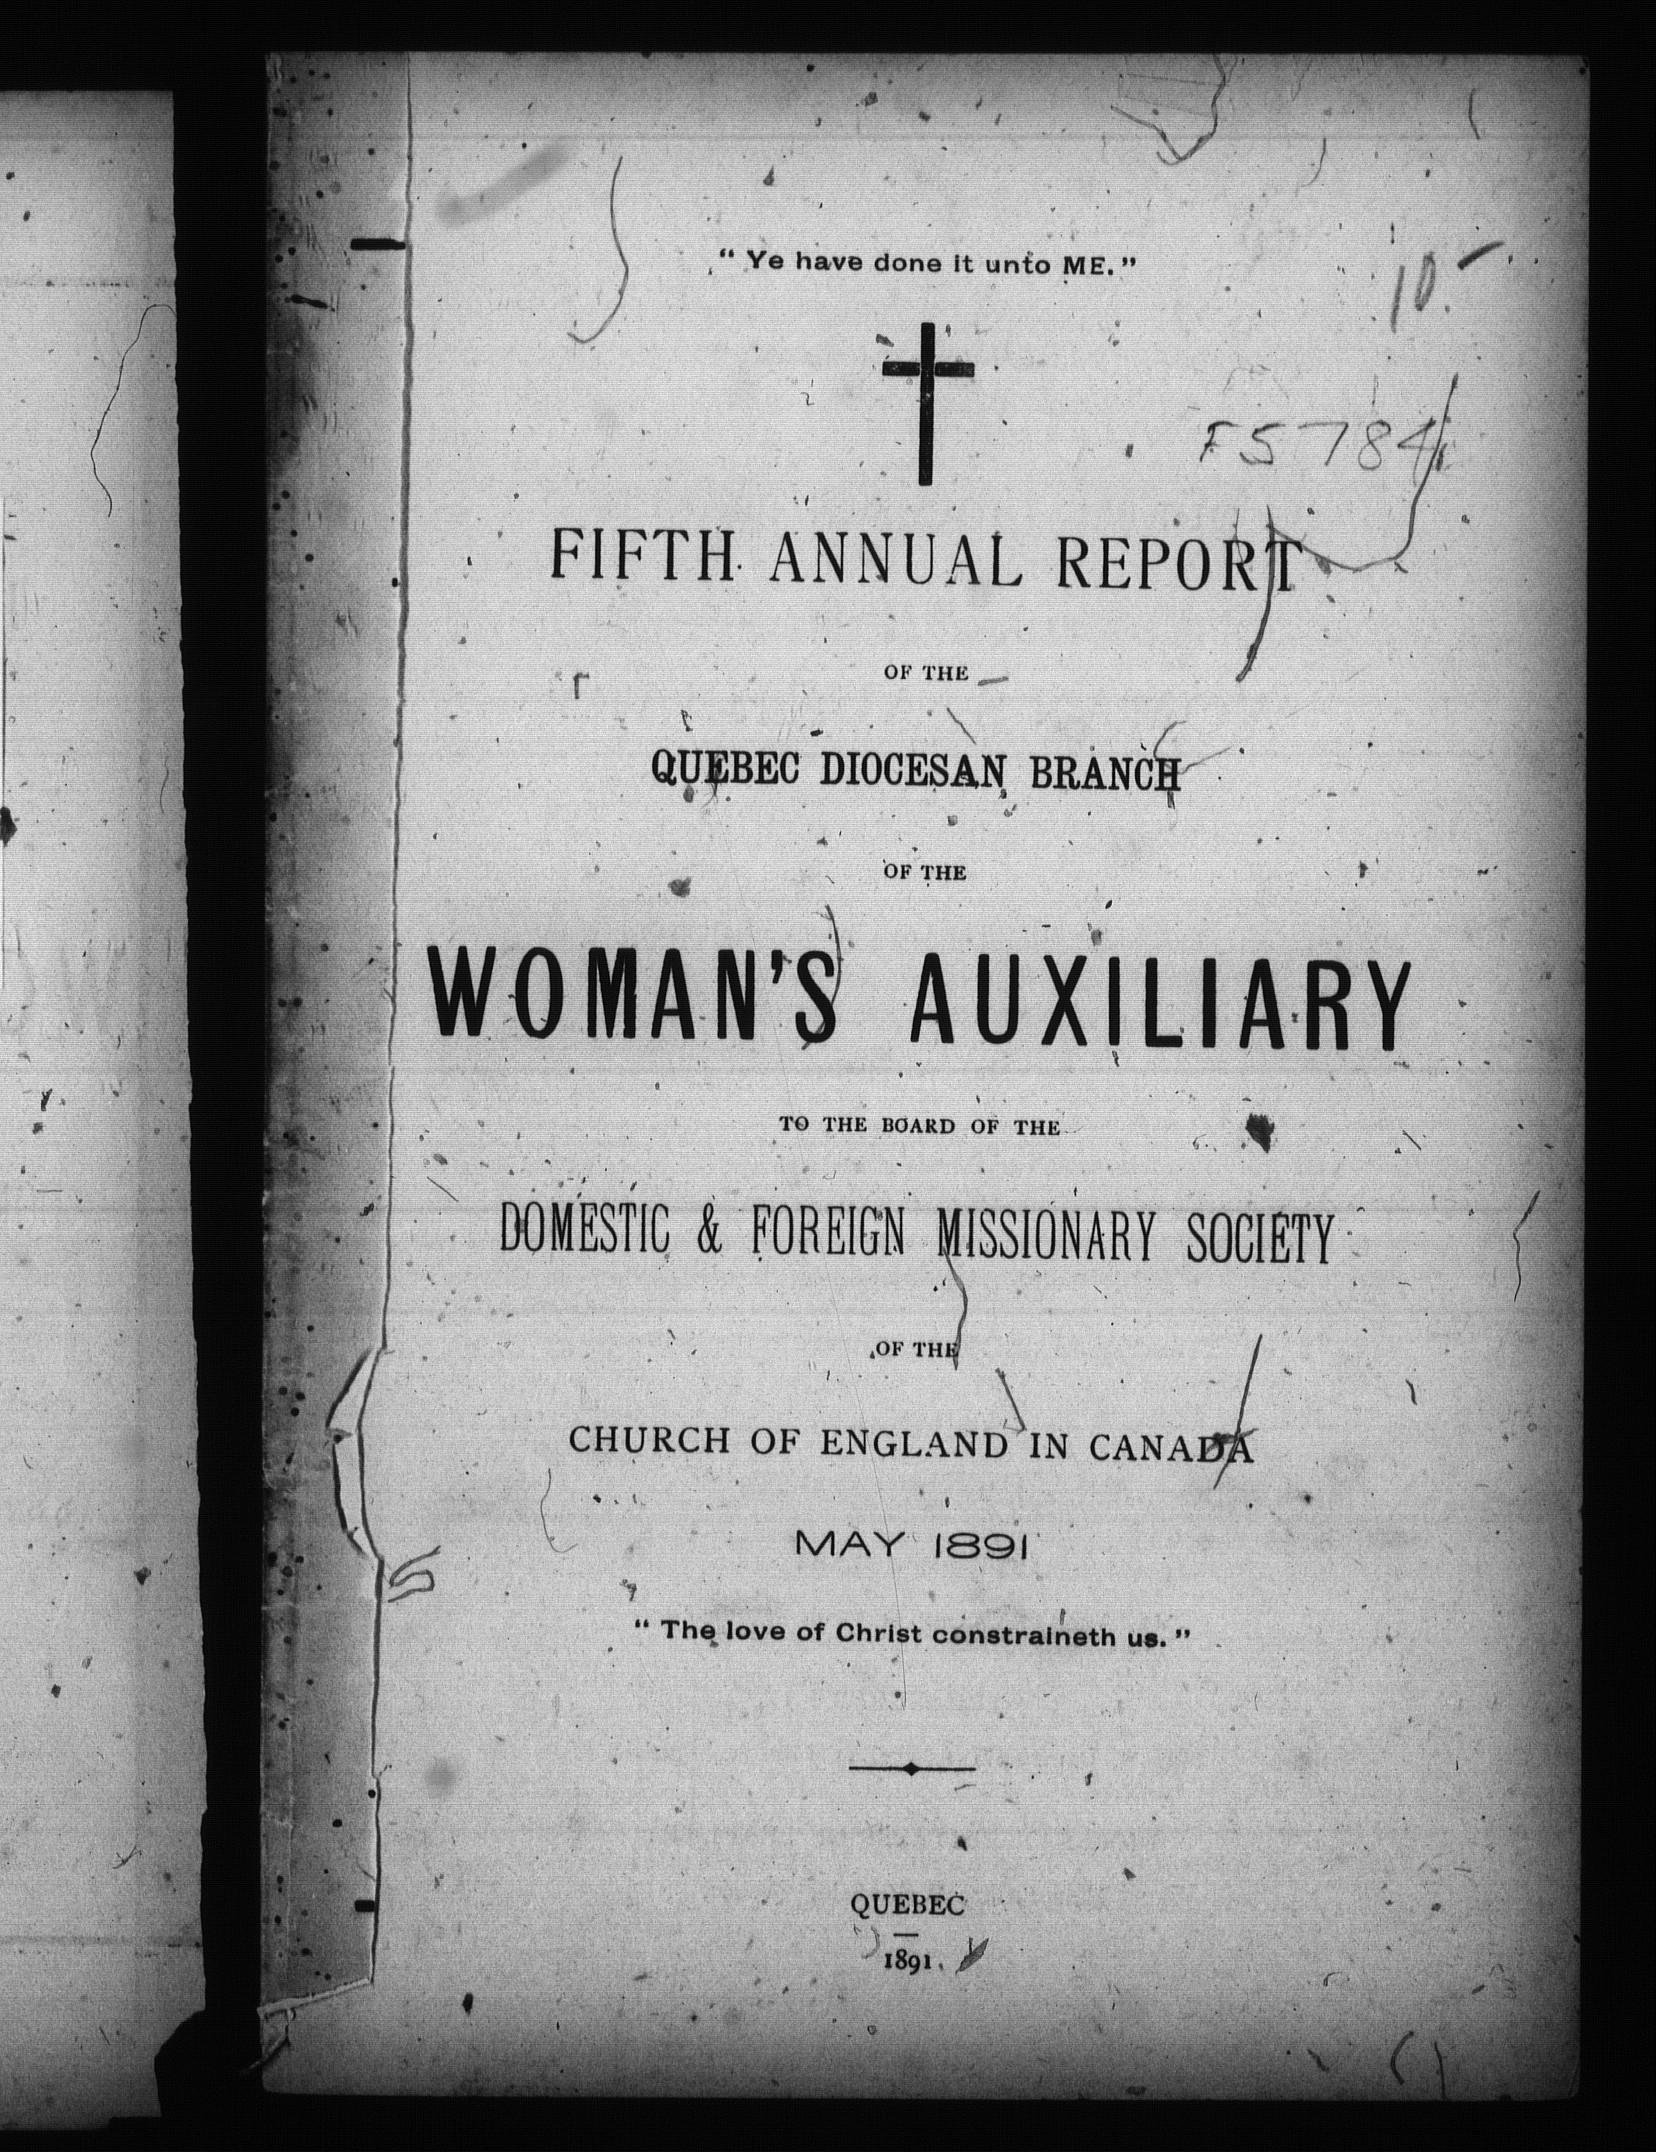 “ Ye have done it unto ME. ”
10.-
F5784
FIFTH ANNUAL REPORT
OF THE
QUEBEC DIOCESAN BRANCH
OF THE
WOMAN’S AUXILIARY
TO THE BOARD OF THE
DOMESTIC & FOREIGN MISSIONARY SOCIETY
OF THE
CHURCH OF ENGLAND IN CANADA
MAY 1891
“ The love of Christ constraineth us. ”
QUEBEC
1891.